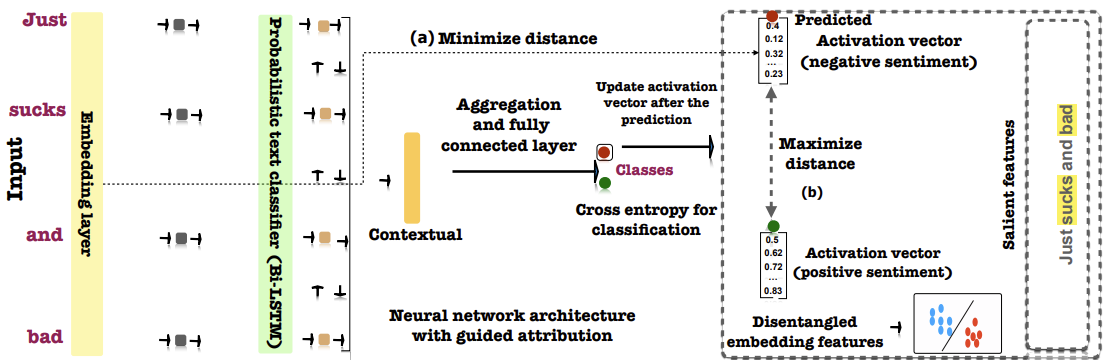 Input
Just
sucks
and
bad
Embedding layer
Probabilistic text classifier (Bi-LSTM)
(a) Minimize distance
Contextual
Aggregation
and fully
connected layer
Classes
Cross entropy for
classification
Update activation
vector after the
prediction
Neural network architecture
with guided attribution
0.4
0.12
0.32
...
0.23
Predicted
Activation vector
(negative sentiment)
Maximize
distance
(b)
0.5
0.62
0.72
...
0.83
Activation vector
(positive sentiment)
Disentangled
embedding features
Salient features
Just sucks and bad